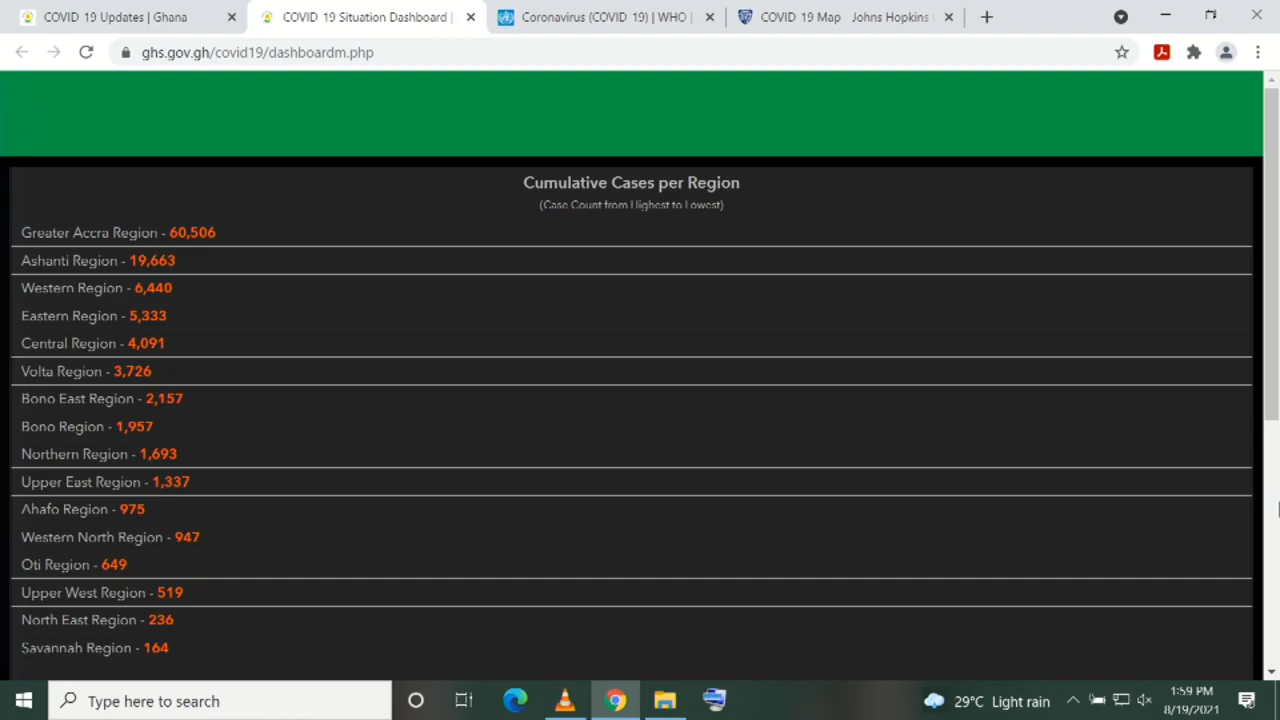 COVID 19 Updates | Ghana
COVID 19 Situation Dashboard |
Coronavirus (COVID 19) | WHO |
COVID 19 Map Johns Hopkins
ghs.gov.gh/covid19/dashboardm.php
Cumulative Cases per Region
(Case Count from Highest to Lowest)
Greater Accra Region - 60,506
Ashanti Region - 19,663
Western Region - 6,440
Eastern Region - 5,333
Central Region - 4,091
Volta Region - 3,726
Bono East Region - 2,157
Bono Region - 1,957
Northern Region - 1,693
Upper East Region - 1,337
Ahafo Region - 975
Western North Region - 947
Oti Region - 649
Upper West Region - 519
North East Region - 236
Savannah Region - 164
Type here to search
29°C Light rain
1:59 PM
8/19/2021